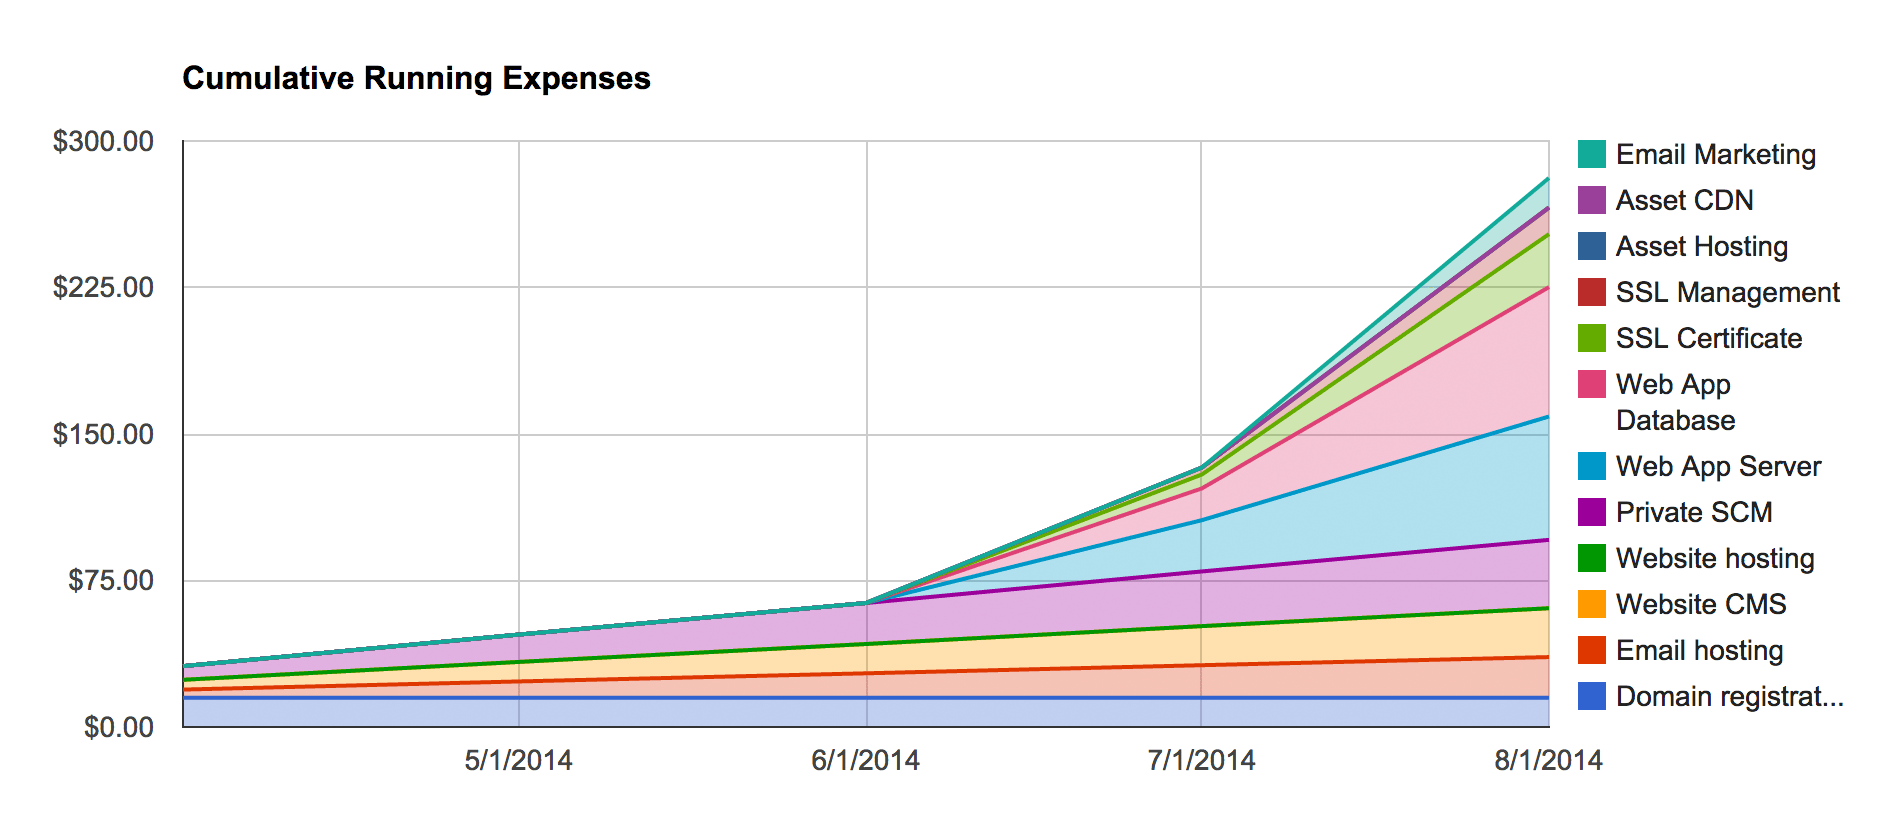 Cumulative Running Expenses
$300.00
$225.00
$150.00
$75.00
$0.00
5/1/2014
6/1/2014
7/1/2014
8/1/2014
Email Marketing
Asset CDN
Asset Hosting
SSL Management
SSL Certificate
Web App
Database
Web App Server
Private SCM
Website hosting
Website CMS
Email hosting
Domain registrat...